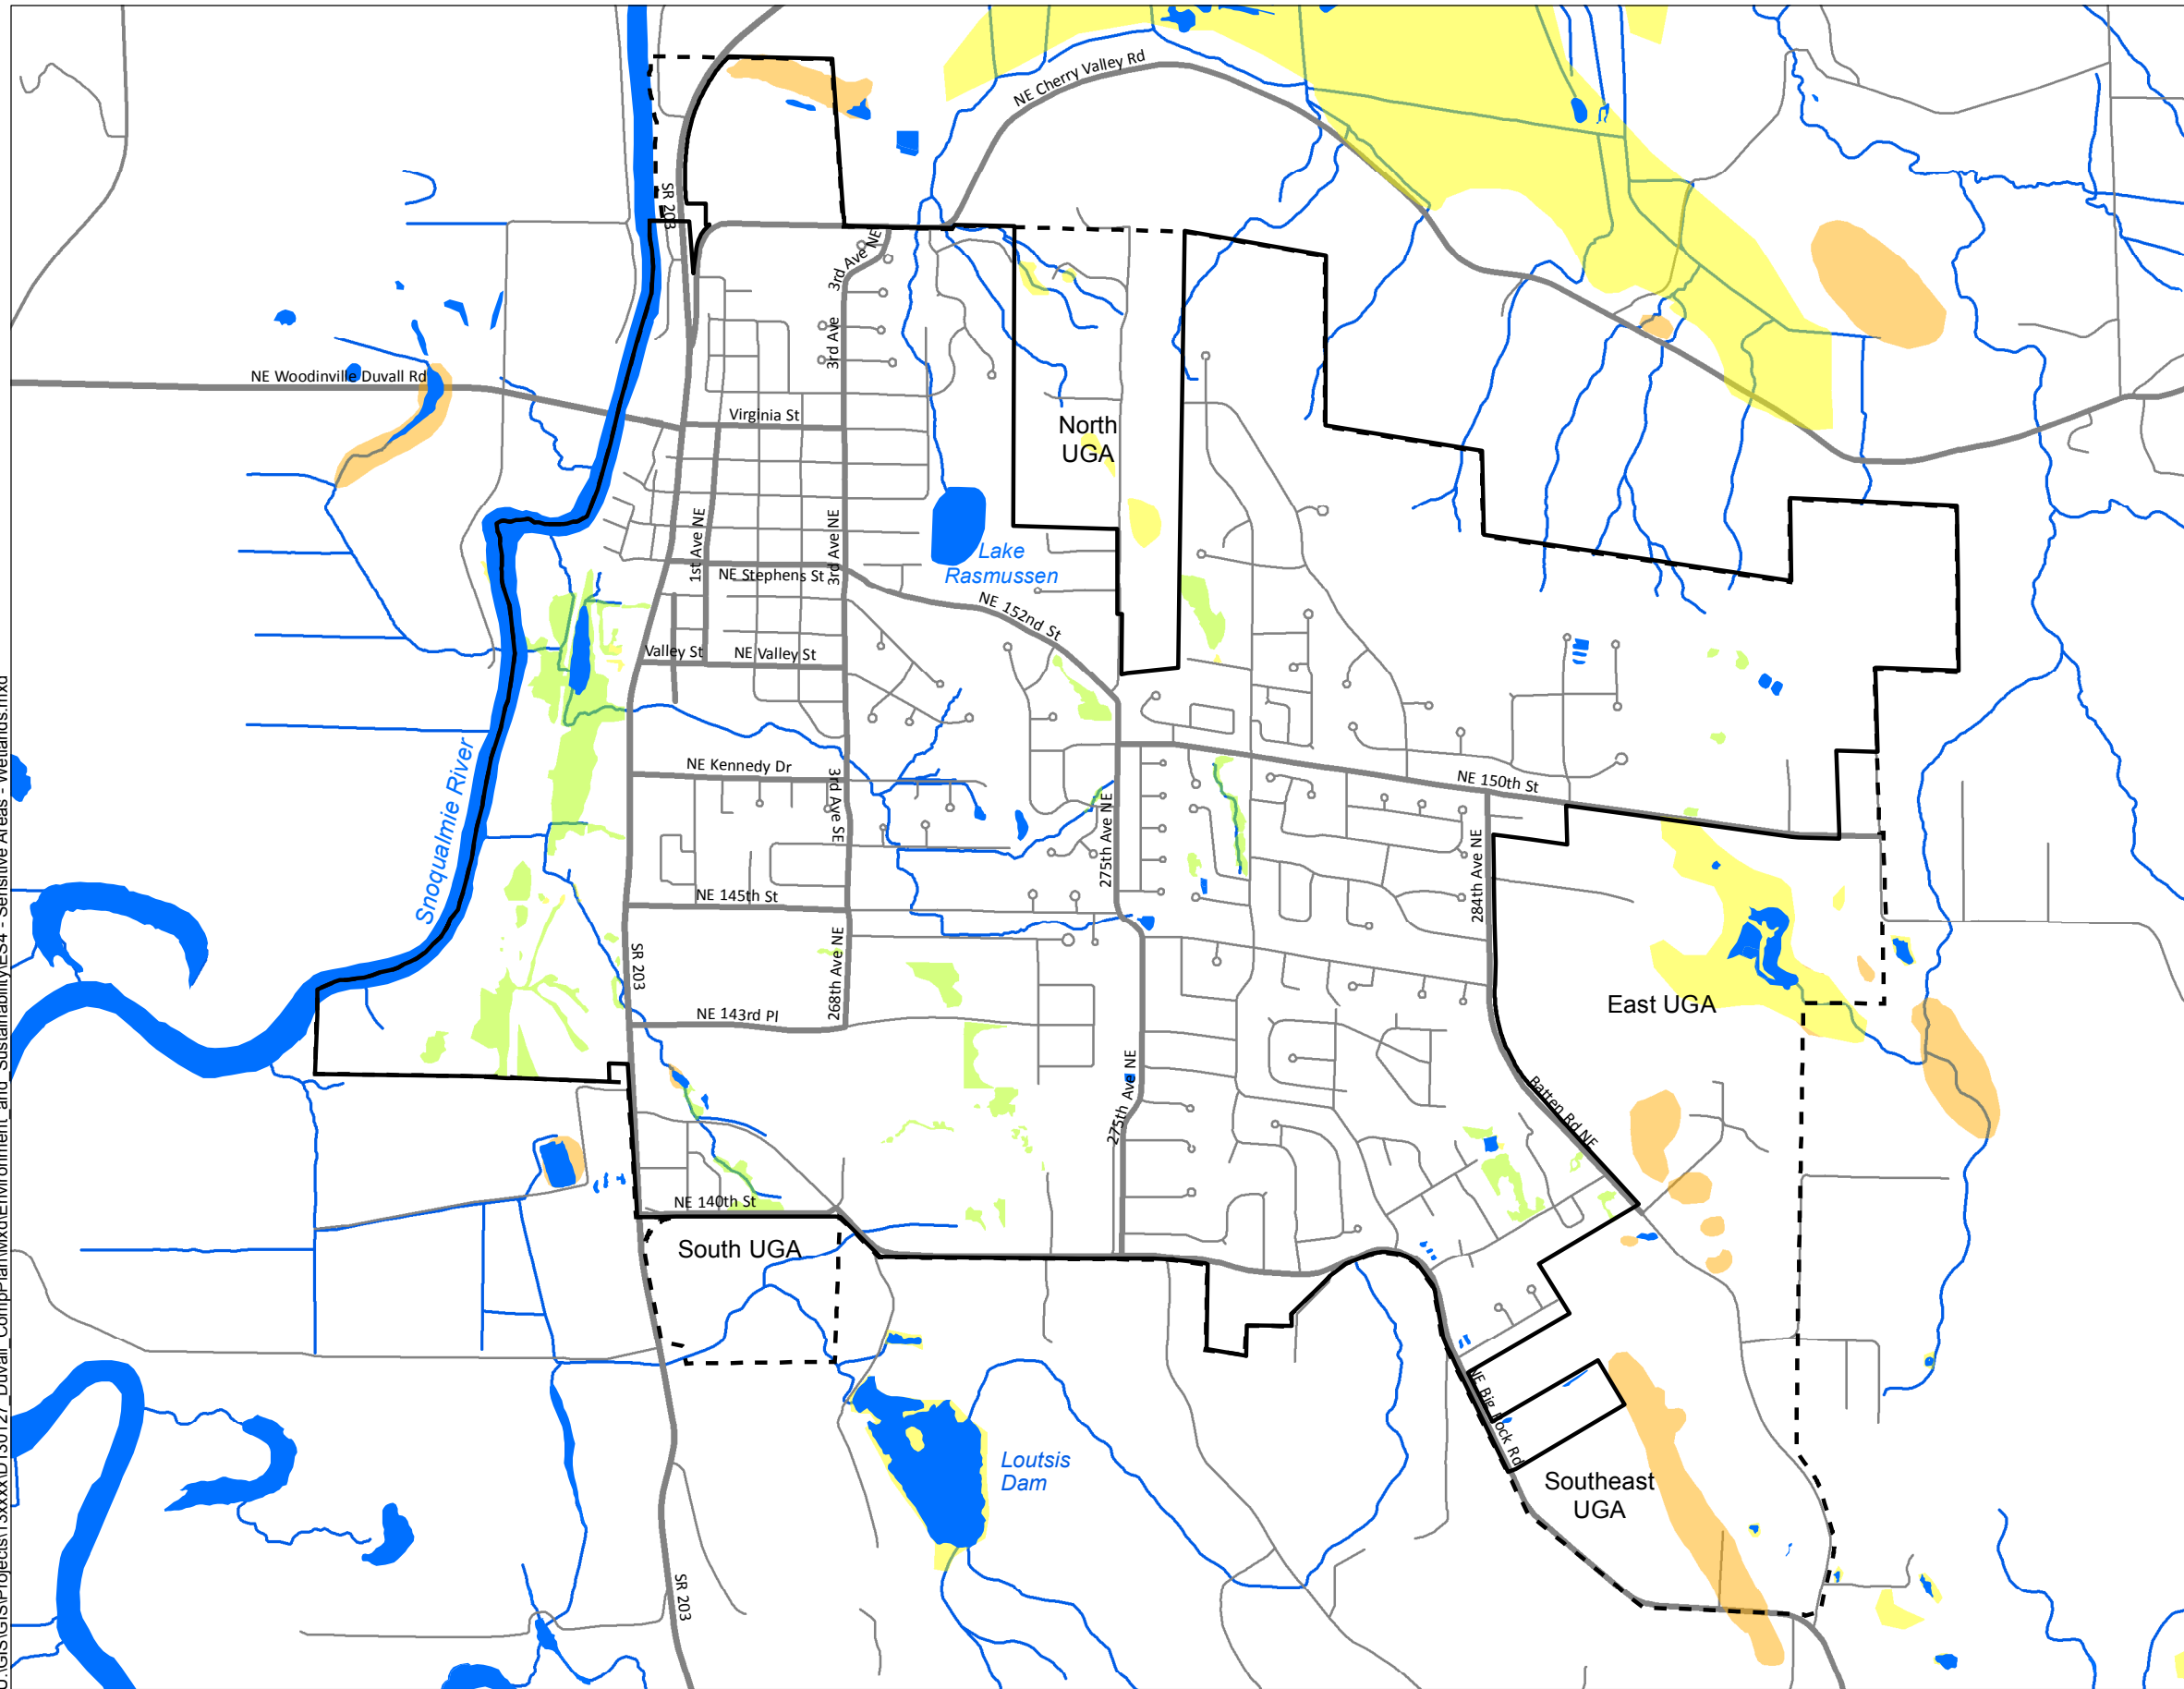 NE Cherry Valley Rd
SR 203
3rd Ave NE
3rd Ave
NE Woodinville Duvall Rd
Virginia St
North
UGA
1st Ave NE
3rd Ave NE
Lake
Rasmussen
NE Stephens St
NE 152nd St
Valley St
NE Valley St
Snoqualmie River
NE Kennedy Dr
3rd Ave SE
NE 150th St
275th Ave NE
284th Ave NE
NE 145th St
SR 203
268th Ave NE
East UGA
NE 143rd Pl
275th Ave NE
Batten Rd NE
NE 140th St
South UGA
NE Big Rock Rd
Loutsis
Dam
Southeast
UGA
SR 203